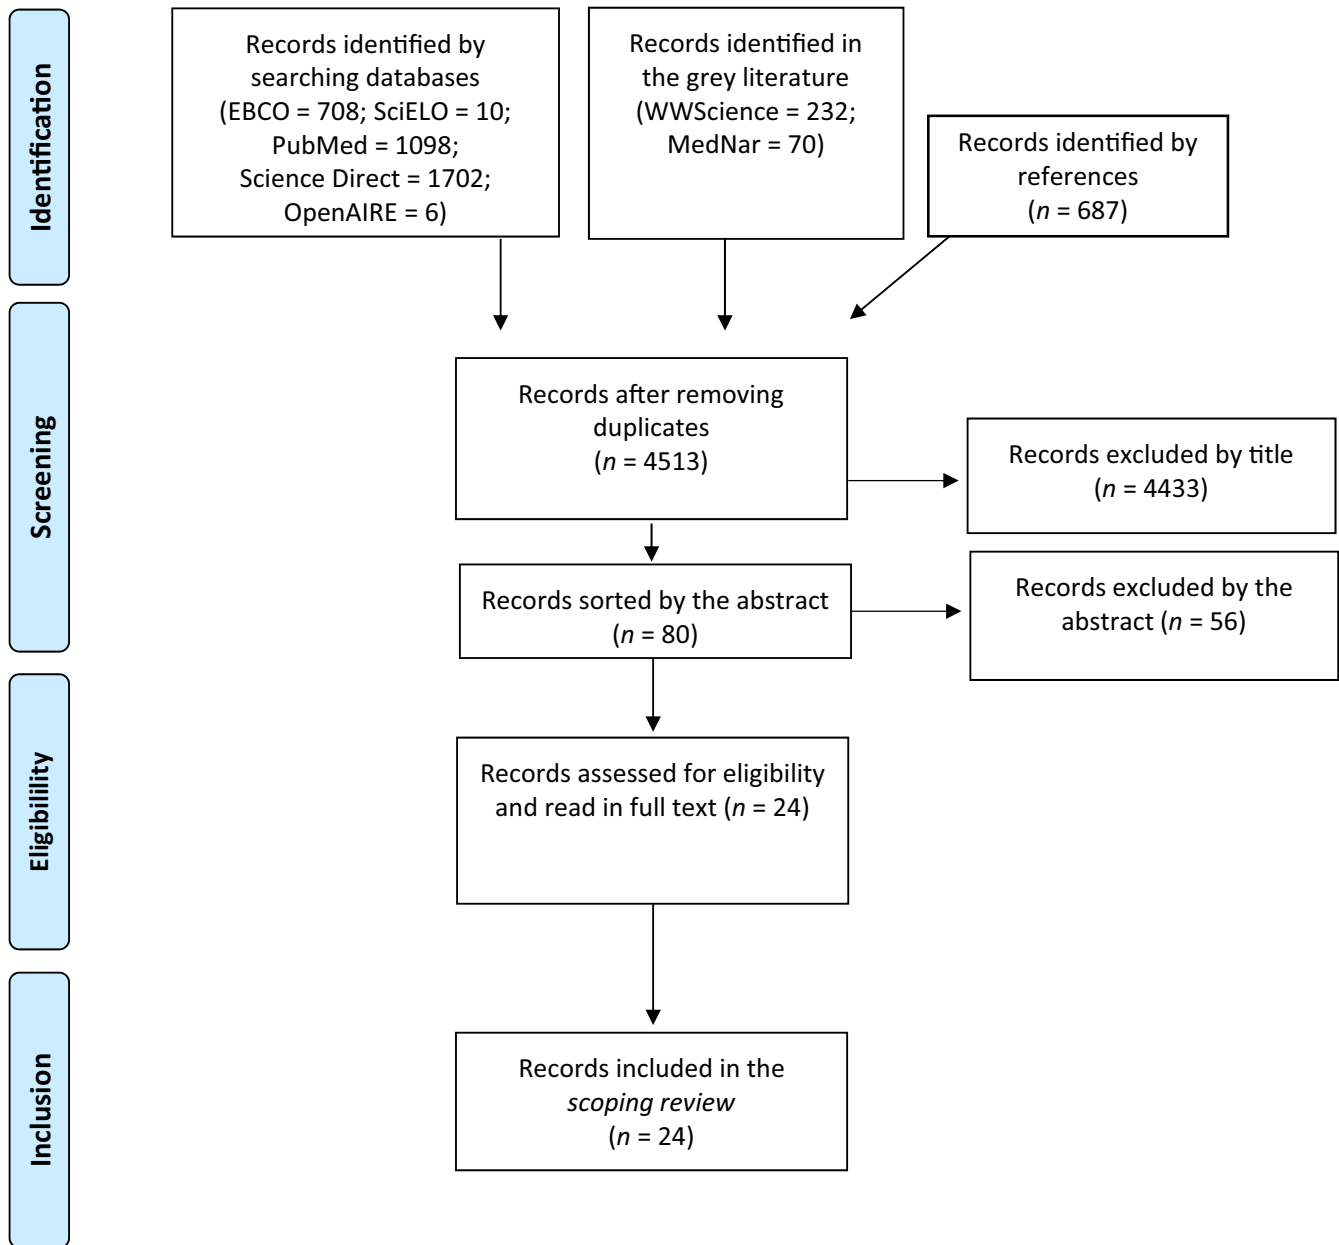 Identification
Records identified by
searching databases
(EBCO = 708; SciELO = 10;
PubMed = 1098;
Science Direct = 1702;
OpenAIRE = 6)
Records identified in
the grey literature
(WWScience = 232;
MedNar = 70)
Records identified by
references
(n = 687)
Screening
Records after removing
duplicates
(n = 4513)
Records excluded by title
(n = 4433)
Records sorted by the abstract
(n = 80)
Records excluded by the
abstract (n = 56)
Eligibilility
Records assessed for eligibility
and read in full text (n = 24)
Inclusion
Records included in the
scoping review
(n = 24)